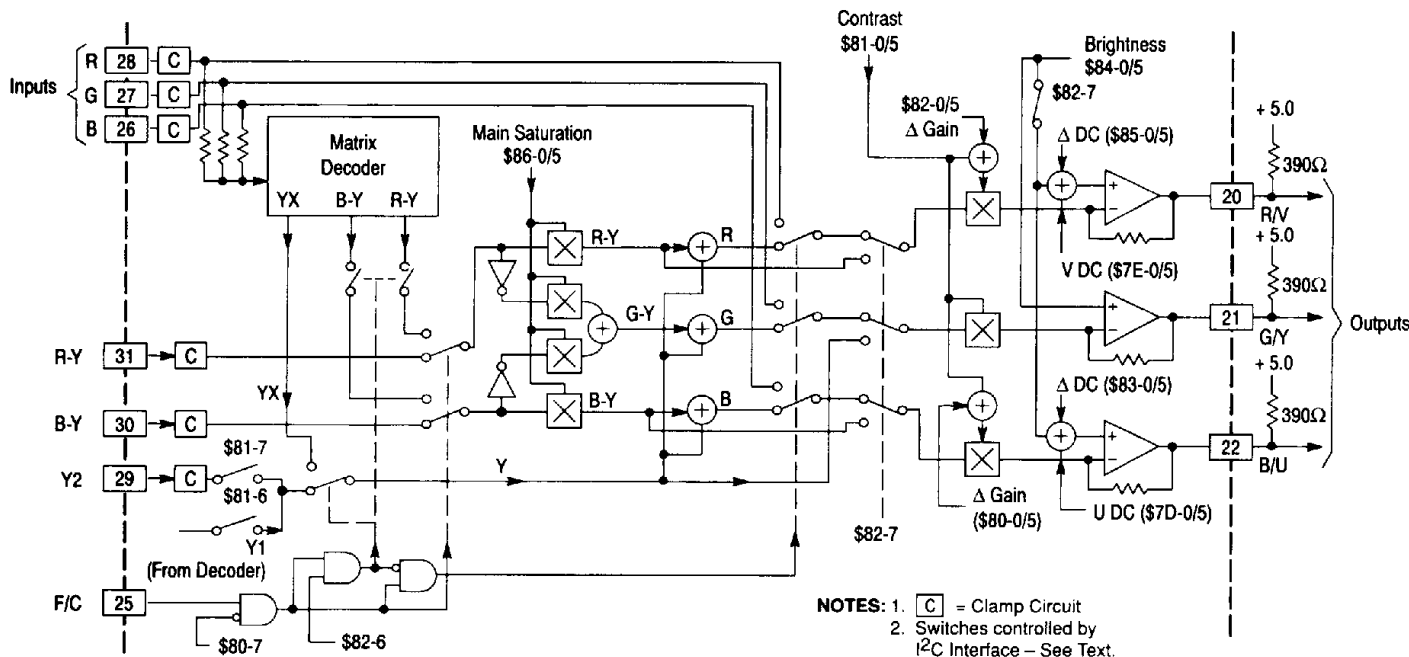 Inputs
R 28 C
G 27 C
B 26 C
Matrix
Decoder
YX B-Y R-Y
Main Saturation
$86-0/5
Contrast
$81-0/5
$82-0/5
Δ Gain
Brightness
$84-0/5
$82-7
Δ DC ($85-0/5)
V DC ($7E-0/5)
+ 5.0
390Ω
20
R/V
+ 5.0
390Ω
21
G/Y
Outputs
+ 5.0
390Ω
22
B/U
R-Y
R
G-Y
G
B-Y
B
R-Y 31 C
B-Y 30 C
YX
Y2 29 C
$81-7
$81-6
Y1
(From Decoder)
Y
F/C 25
$80-7
$82-6
$82-7
Δ Gain
($80-0/5)
Δ DC ($83-0/5)
U DC ($7D-0/5)
NOTES: 1. C = Clamp Circuit
2. Switches controlled by
I²C Interface – See Text.